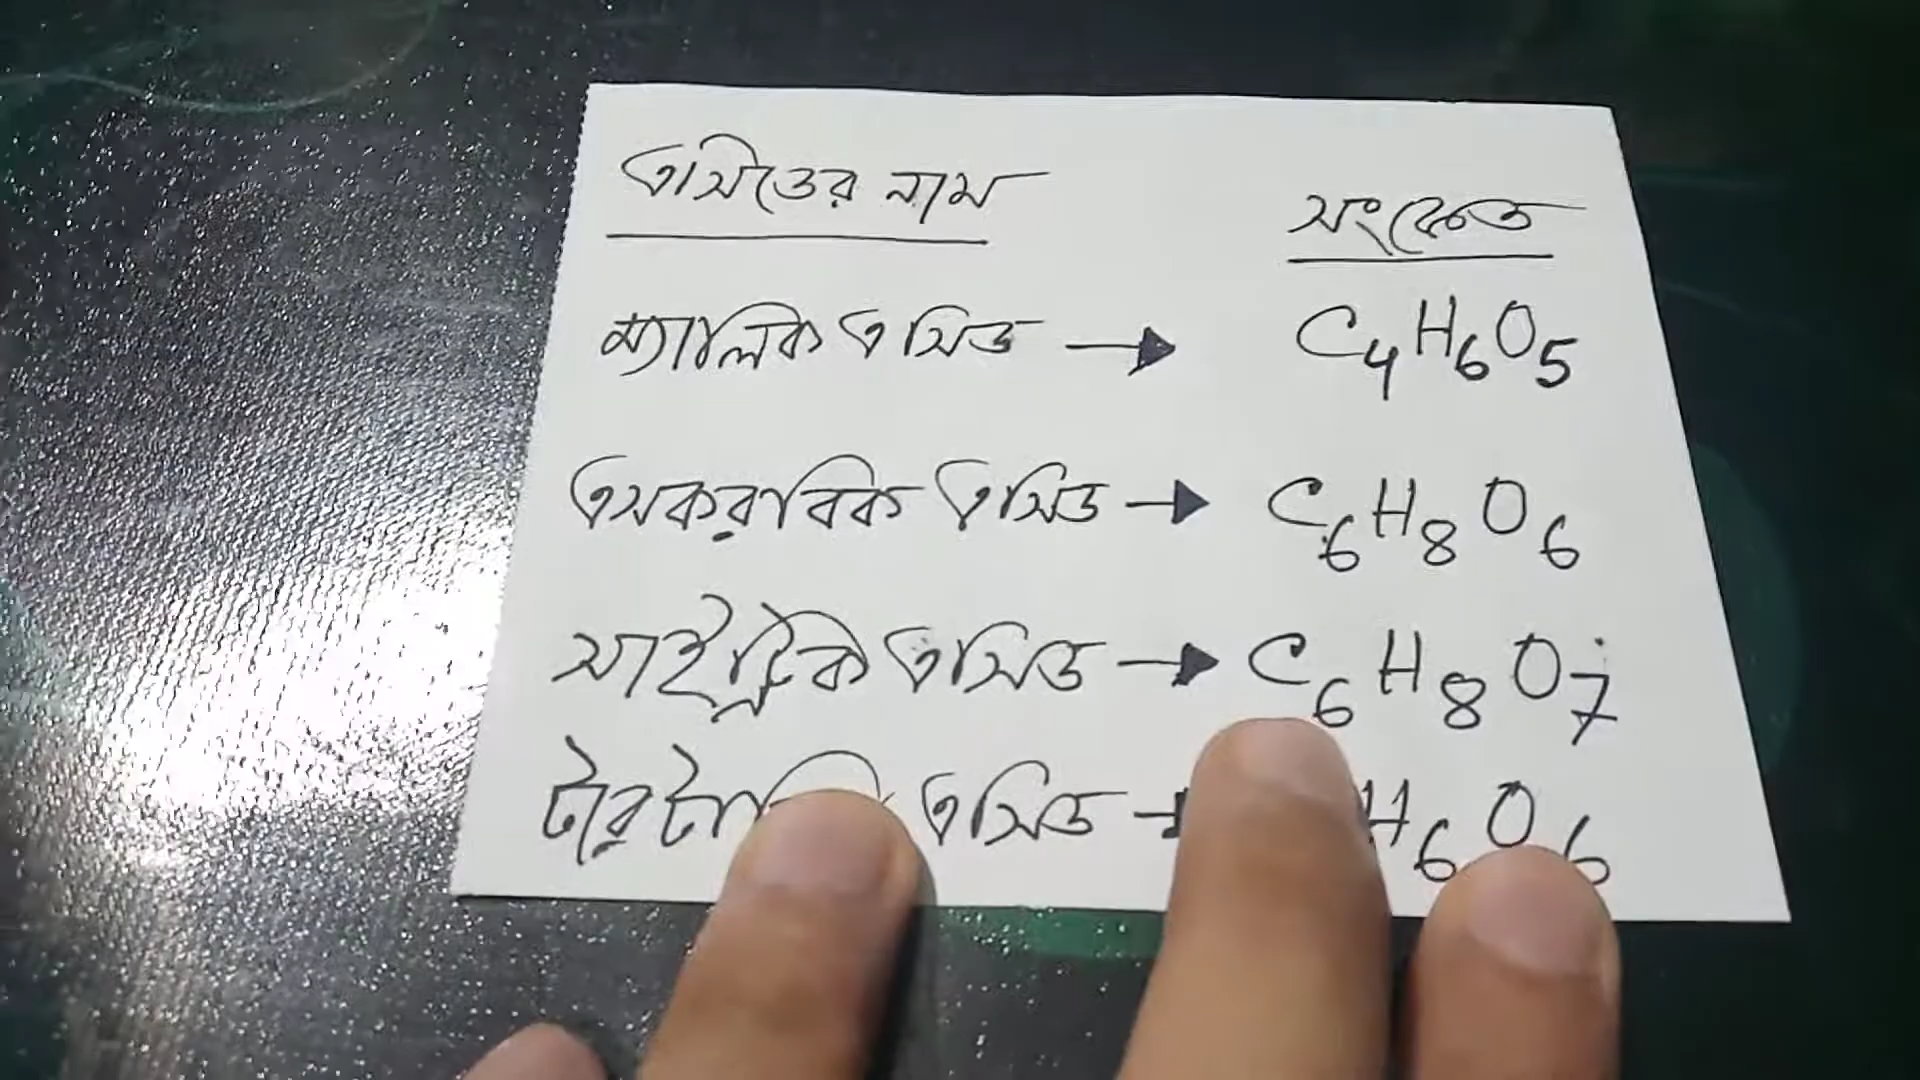 এসিডের নাম সংকেত
ম্যালিক এসিড → C₄H₆O₅
এসকরবিক এসিড → C₆H₈O₆
সাইট্রিক এসিড → C₆H₈O₇
এসিড → H₆O₆